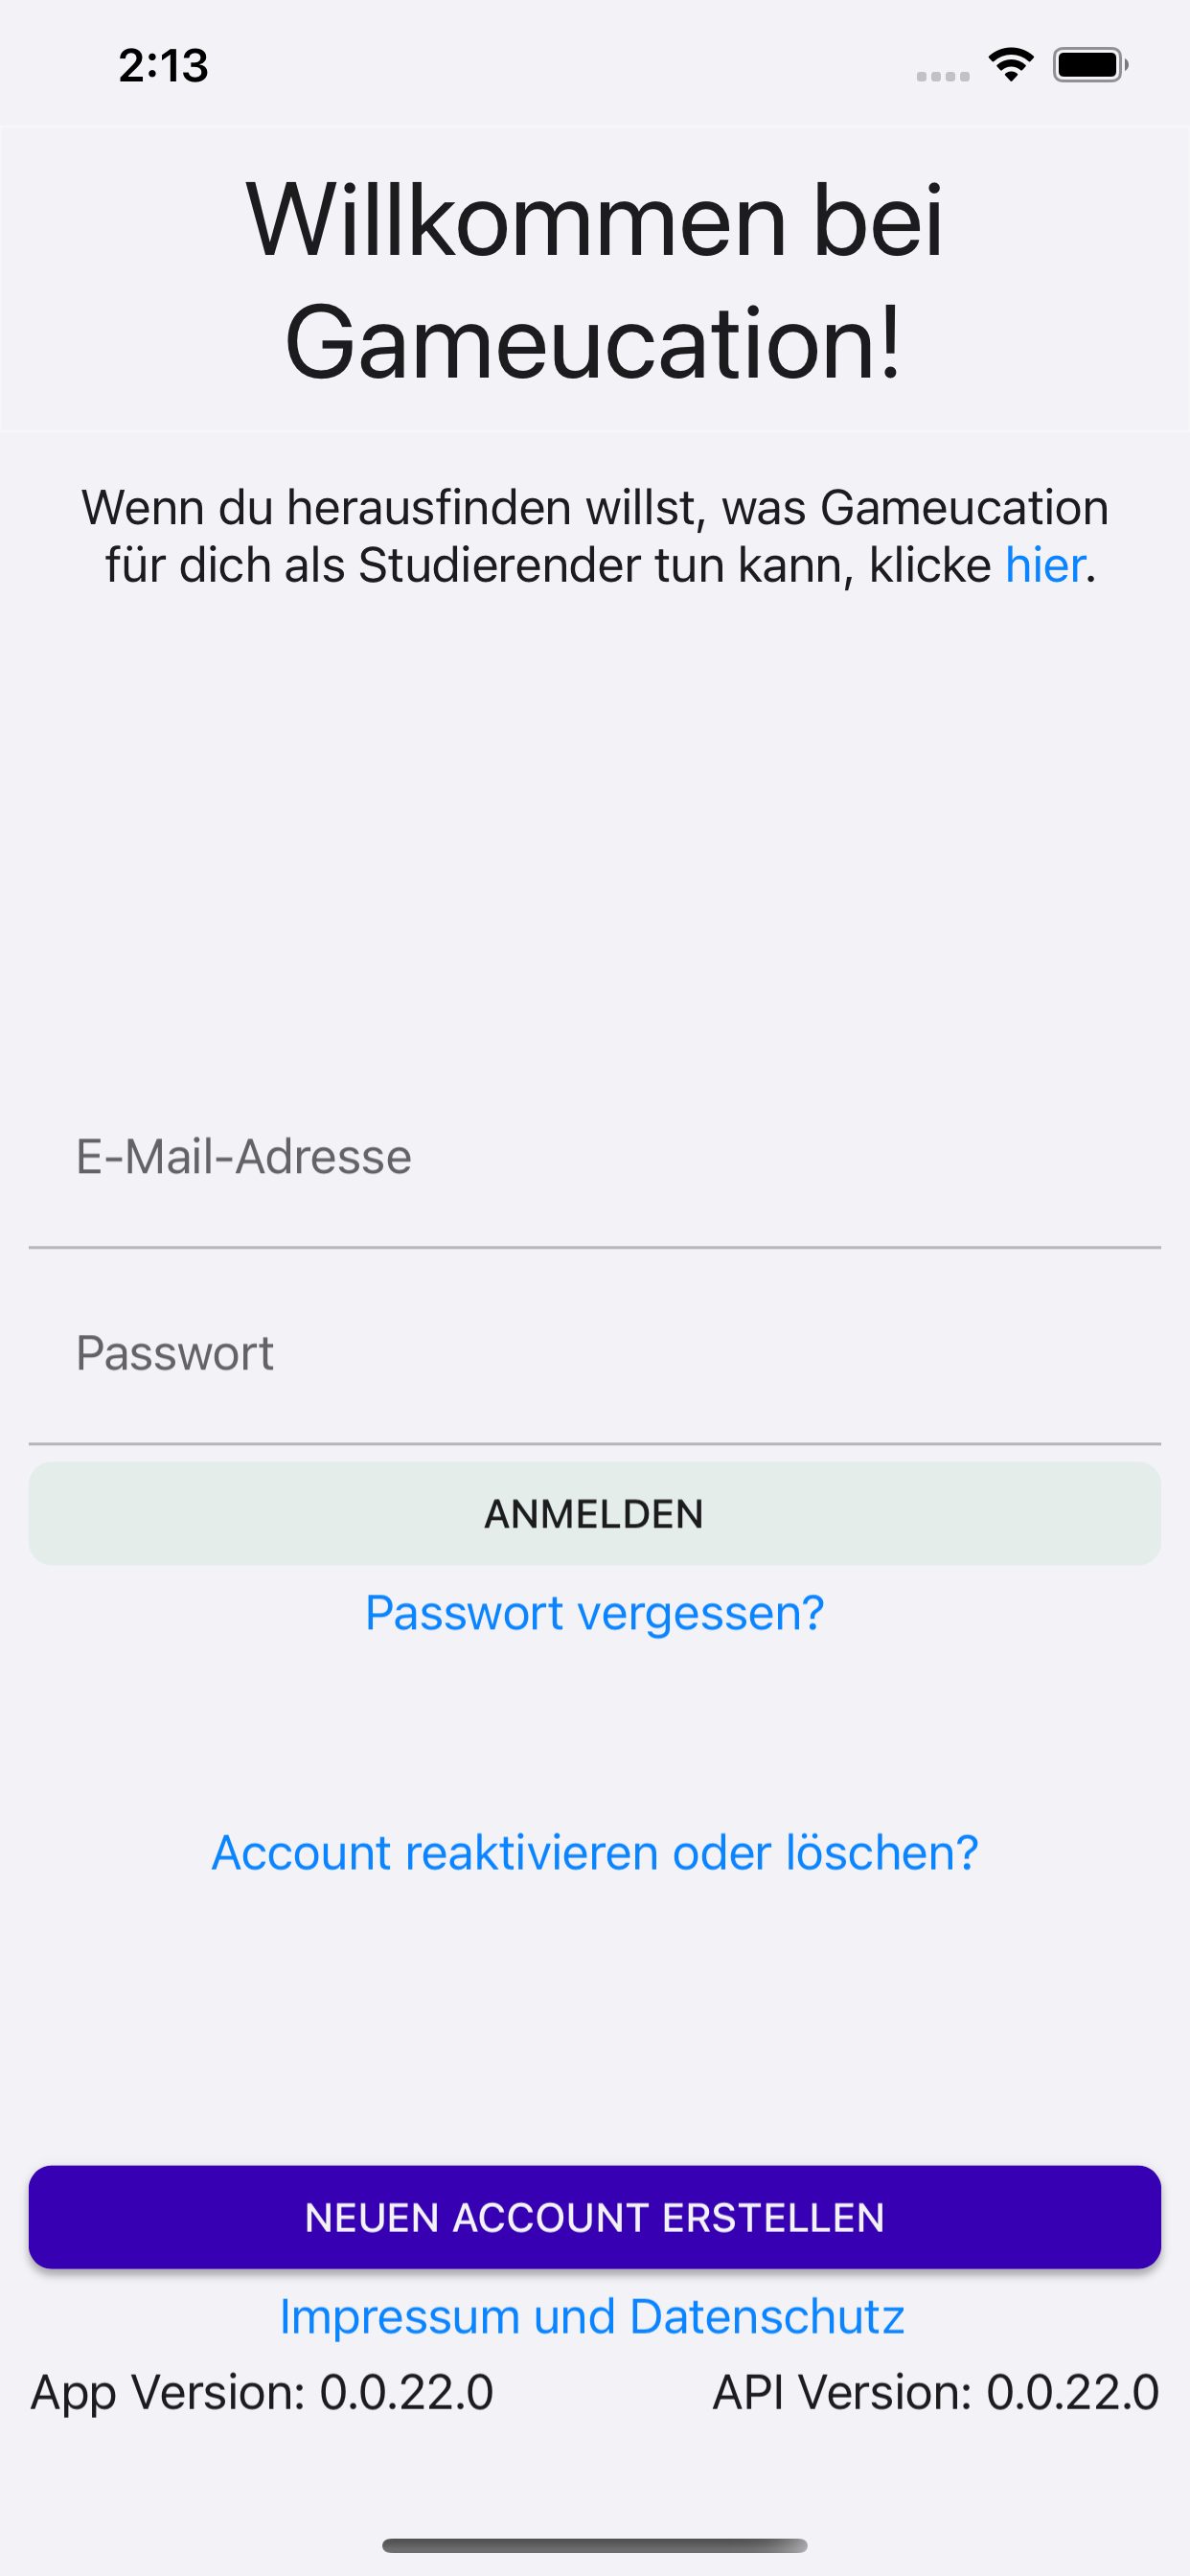 2:13
Willkommen bei
Gameucation!
Wenn du herausfinden willst, was Gameucation
für dich als Studierender tun kann, klicke hier.
E-Mail-Adresse
Passwort
ANMELDEN
Passwort vergessen?
Account reaktivieren oder löschen?
NEUEN ACCOUNT ERSTELLEN
Impressum und Datenschutz
App Version: 0.0.22.0 API Version: 0.0.22.0